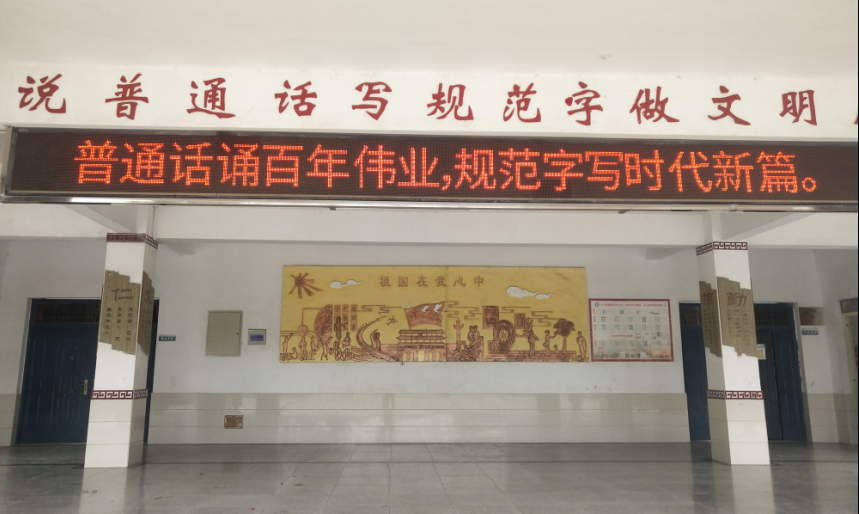 说普通话写规范字做文明
普通话诵百年伟业,规范字写时代新篇。
祖国在我心中